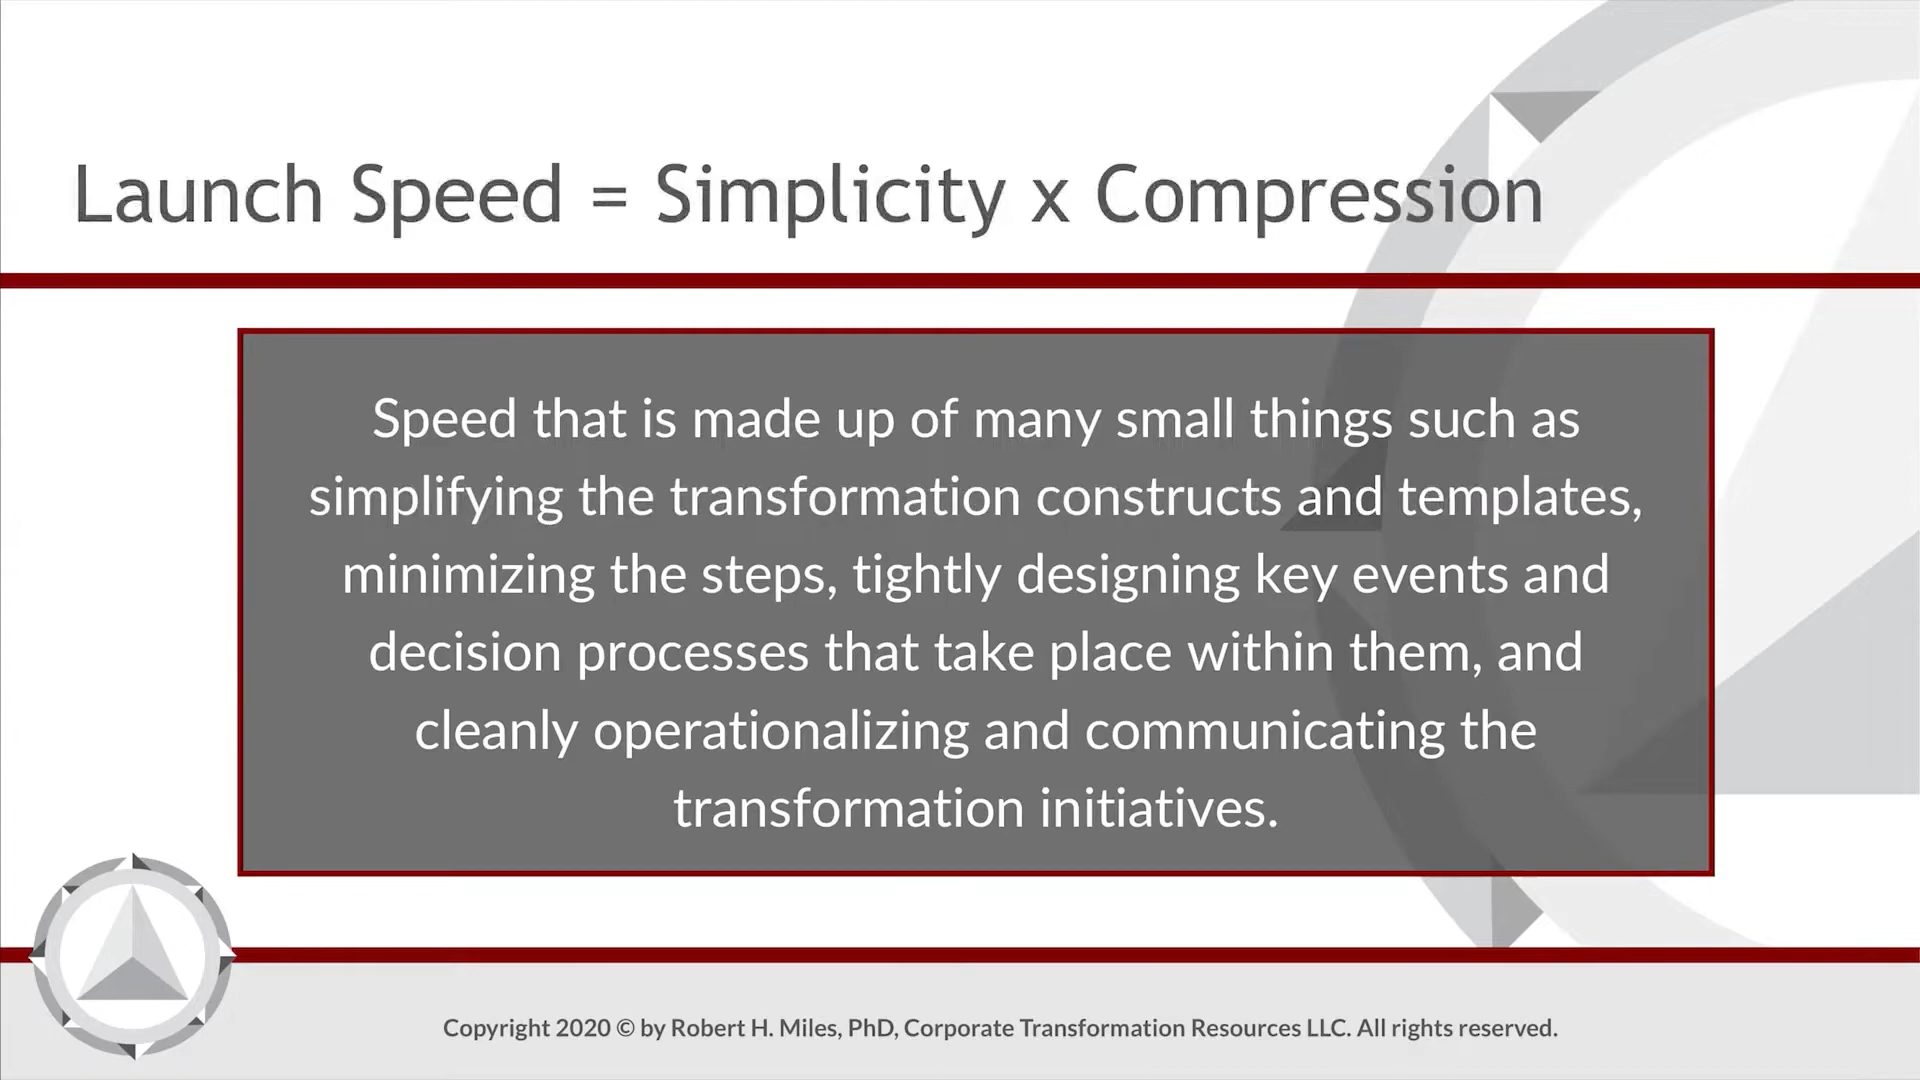 Launch Speed = Simplicity x Compression
Speed that is made up of many small things such as
simplifying the transformation constructs and templates,
minimizing the steps, tightly designing key events and
decision processes that take place within them, and
cleanly operationalizing and communicating the
transformation initiatives.
Copyright 2020 © by Robert H. Miles, PhD, Corporate Transformation Resources LLC. All rights reserved.